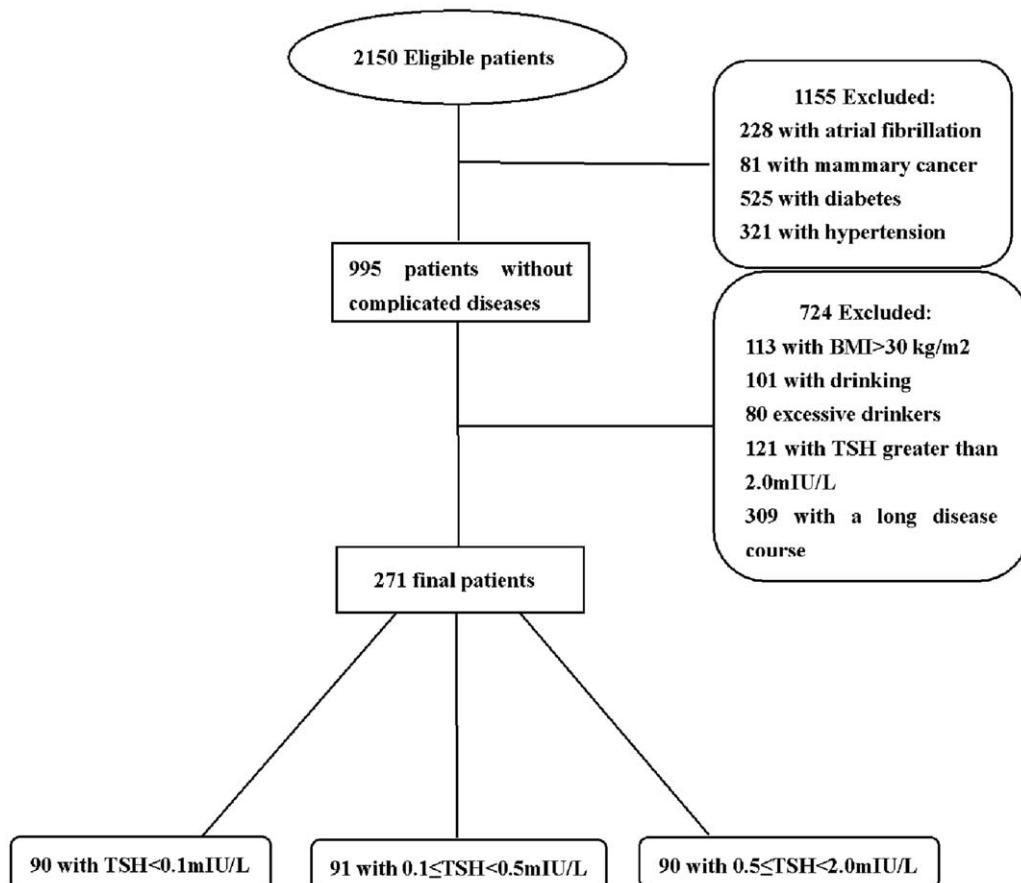 2150 Eligible patients
1155 Excluded:
228 with atrial fibrillation
81 with mammary cancer
525 with diabetes
321 with hypertension
995 patients without
complicated diseases
724 Excluded:
113 with BMI>30 kg/m2
101 with drinking
80 excessive drinkers
121 with TSH greater than
2.0mIU/L
309 with a long disease
course
271 final patients
90 with TSH<0.1mIU/L
91 with 0.1≤TSH<0.5mIU/L
90 with 0.5≤TSH<2.0mIU/L